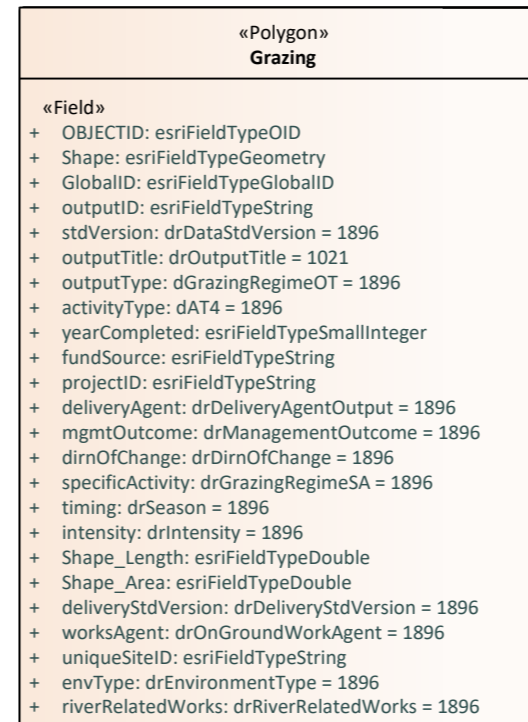 «Polygon»
Grazing
«Field»
+ OBJECTID: esriFieldTypeOID
+ Shape: esriFieldTypeGeometry
+ GlobalID: esriFieldTypeGlobalID
+ outputID: esriFieldTypeString
+ stdVersion: drDataStdVersion = 1896
+ outputTitle: drOutputTitle = 1021
+ outputType: dGrazingRegimeOT = 1896
+ activityType: dAT4 = 1896
+ yearCompleted: esriFieldTypeSmallInteger
+ fundSource: esriFieldTypeString
+ projectID: esriFieldTypeString
+ deliveryAgent: drDeliveryAgentOutput = 1896
+ mgmtOutcome: drManagementOutcome = 1896
+ dirnOfChange: drDirnOfChange = 1896
+ specificActivity: drGrazingRegimeSA = 1896
+ timing: drSeason = 1896
+ intensity: drIntensity = 1896
+ Shape_Length: esriFieldTypeDouble
+ Shape_Area: esriFieldTypeDouble
+ deliveryStdVersion: drDeliveryStdVersion = 1896
+ worksAgent: drOnGroundWorkAgent = 1896
+ uniqueSiteID: esriFieldTypeString
+ envType: drEnvironmentType = 1896
+ riverRelatedWorks: drRiverRelatedWorks = 1896